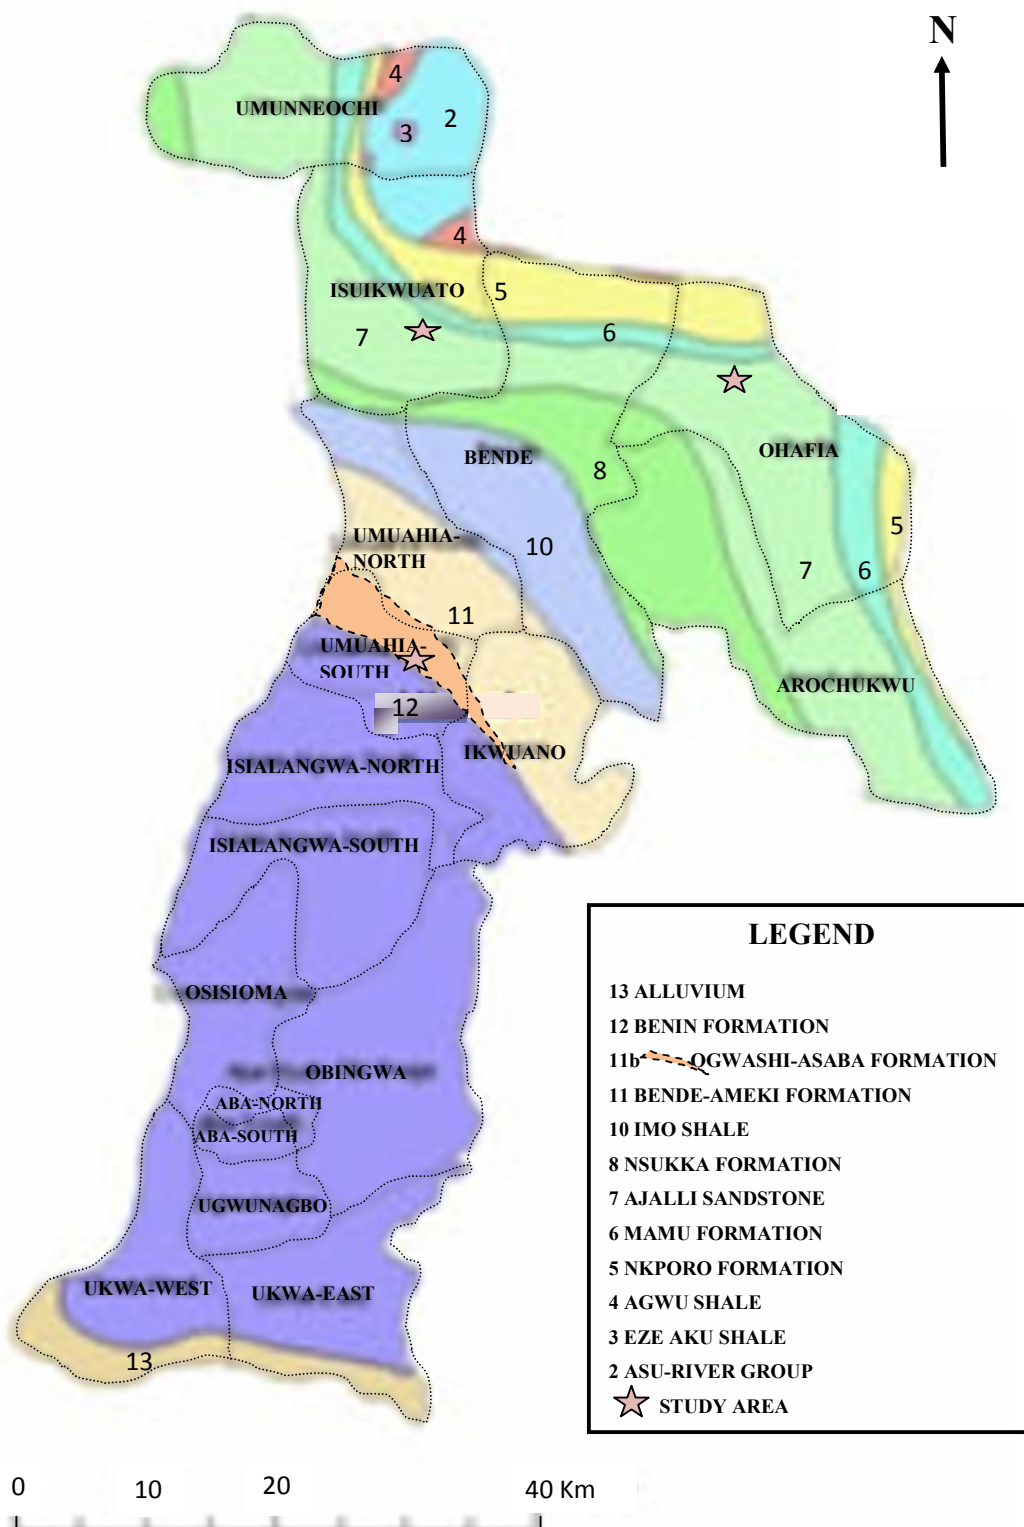 N
4
UMUNNEOCHI
2
3
4
ISUIKWUATO
5
7
6
BENDE
OHAFIA
8
5
UMUAHIA-
NORTH
10
7
6
11
UMUAHIA-
SOUTH
AROCHUKWU
12
IKWUANO
ISIALANGWA-NORTH
ISIALANGWA-SOUTH
OSISIOMA
OBINGWA
ABA-NORTH
ABA-SOUTH
UGWUNAGBO
UKWA-WEST
UKWA-EAST
13
LEGEND
13 ALLUVIUM
12 BENIN FORMATION
11b OGWASHI-ASABA FORMATION
11 BENDE-AMEKI FORMATION
10 IMO SHALE
8 NSUKKA FORMATION
7 AJALLI SANDSTONE
6 MAMU FORMATION
5 NKPORO FORMATION
4 AGWU SHALE
3 EZE AKU SHALE
2 ASU-RIVER GROUP
STUDY AREA
0 10 20 40 Km